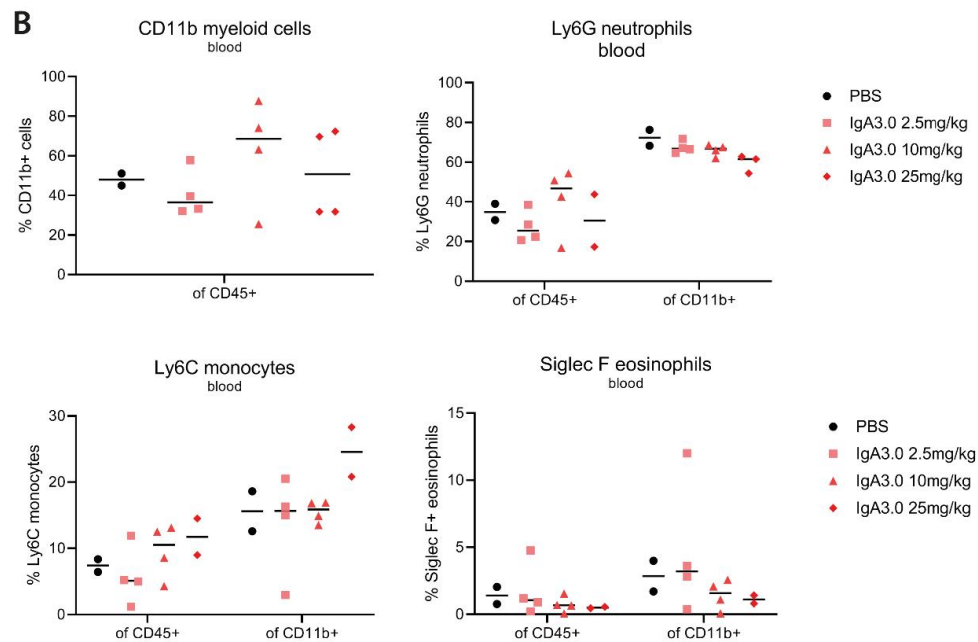 B
CD11b myeloid cells
blood
% CD11b+ cells
100
80
60
40
20
0
of CD45+
Ly6G neutrophils
blood
% Ly6G neutrophils
100
80
60
40
20
0
of CD45+
of CD11b+
PBS
IgA3.0 2.5mg/kg
IgA3.0 10mg/kg
IgA3.0 25mg/kg
Ly6C monocytes
blood
% Ly6C monocytes
30
20
10
0
of CD45+
of CD11b+
Siglec F eosinophils
blood
% Siglec F+ eosinophils
15
10
5
0
of CD45+
of CD11b+
PBS
IgA3.0 2.5mg/kg
IgA3.0 10mg/kg
IgA3.0 25mg/kg